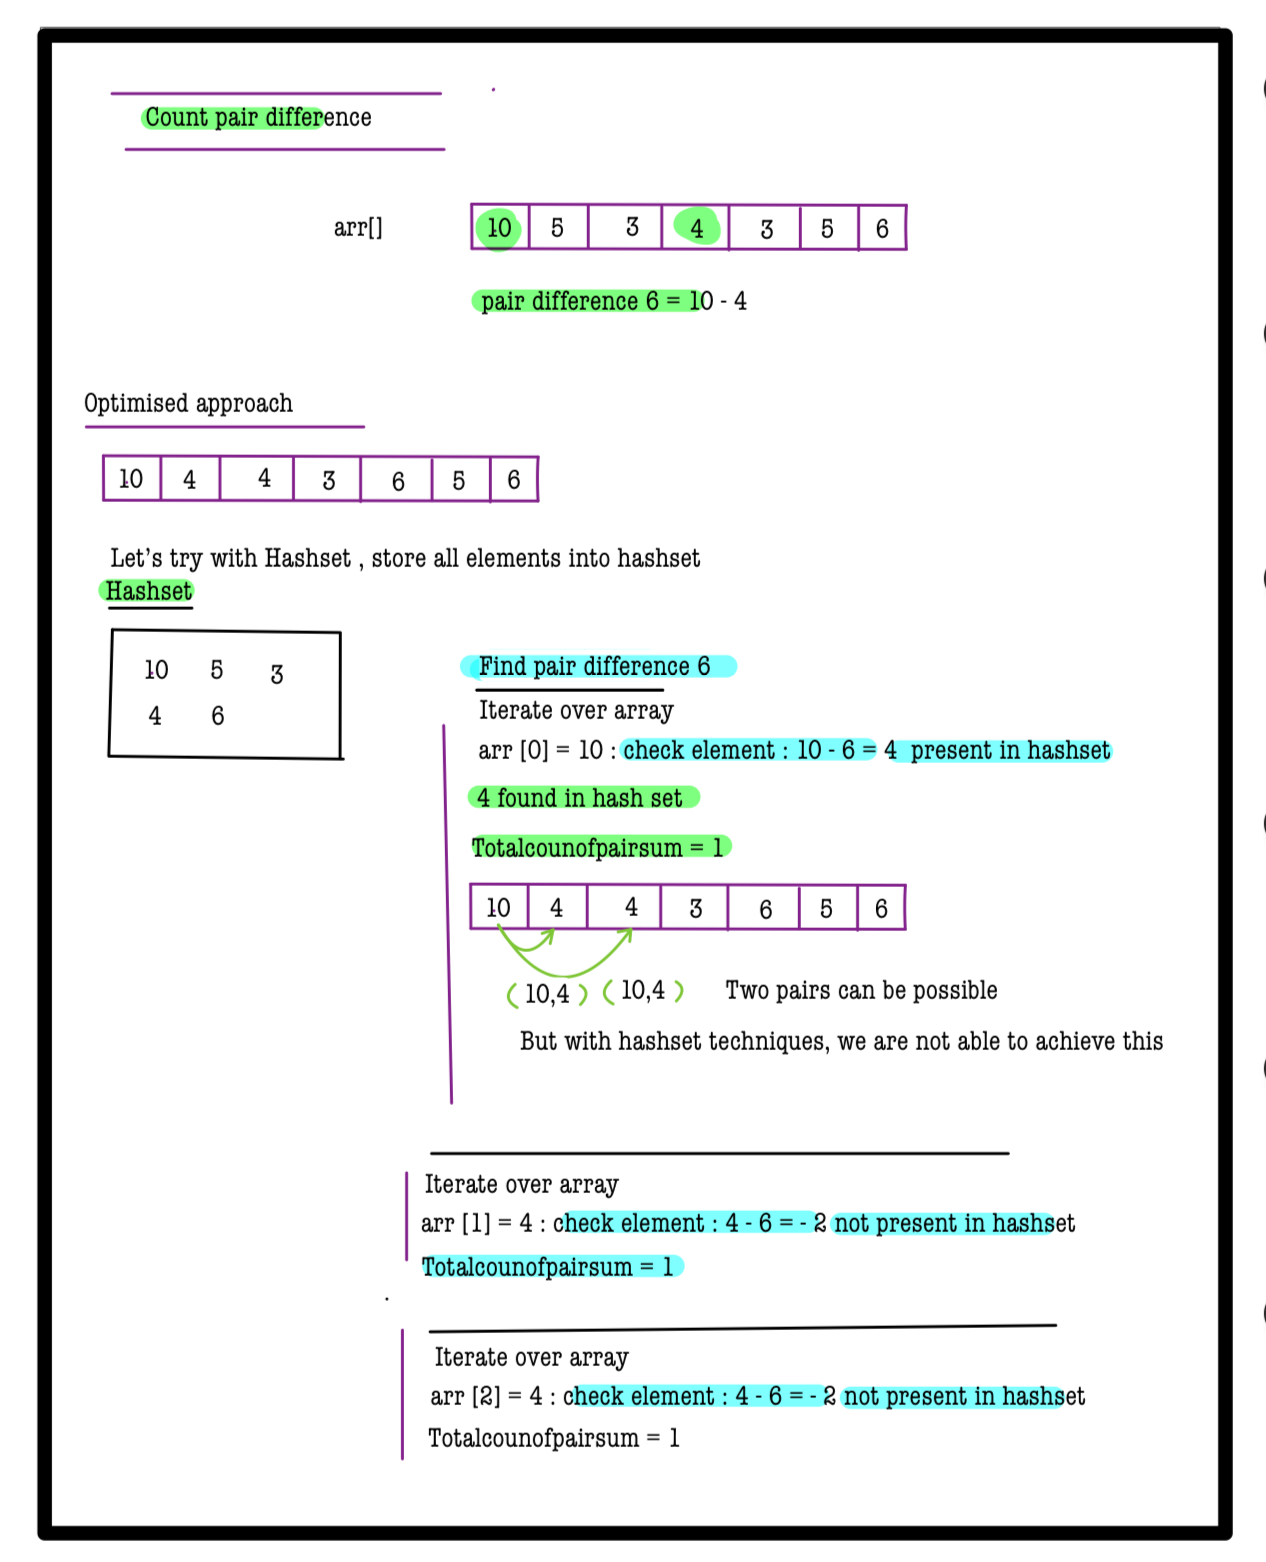 Count pair difference
arr[] 10 5 3 4 3 5 6
pair difference 6 = 10 - 4
Optimised approach
10 4 4 3 6 5 6
Let's try with Hashset , store all elements into hashset
Hashset
10 5 3
4 6
Find pair difference 6
Iterate over array
arr [0] = 10 : check element : 10 - 6 = 4 present in hashset
4 found in hash set
Totalcounofpairsum = 1
10 4 4 3 6 5 6
( 10,4 ) ( 10,4 ) Two pairs can be possible
But with hashset techniques, we are not able to achieve this
Iterate over array
arr [1] = 4 : check element : 4 - 6 = - 2 not present in hashset
Totalcounofpairsum = 1
Iterate over array
arr [2] = 4 : check element : 4 - 6 = - 2 not present in hashset
Totalcounofpairsum = 1